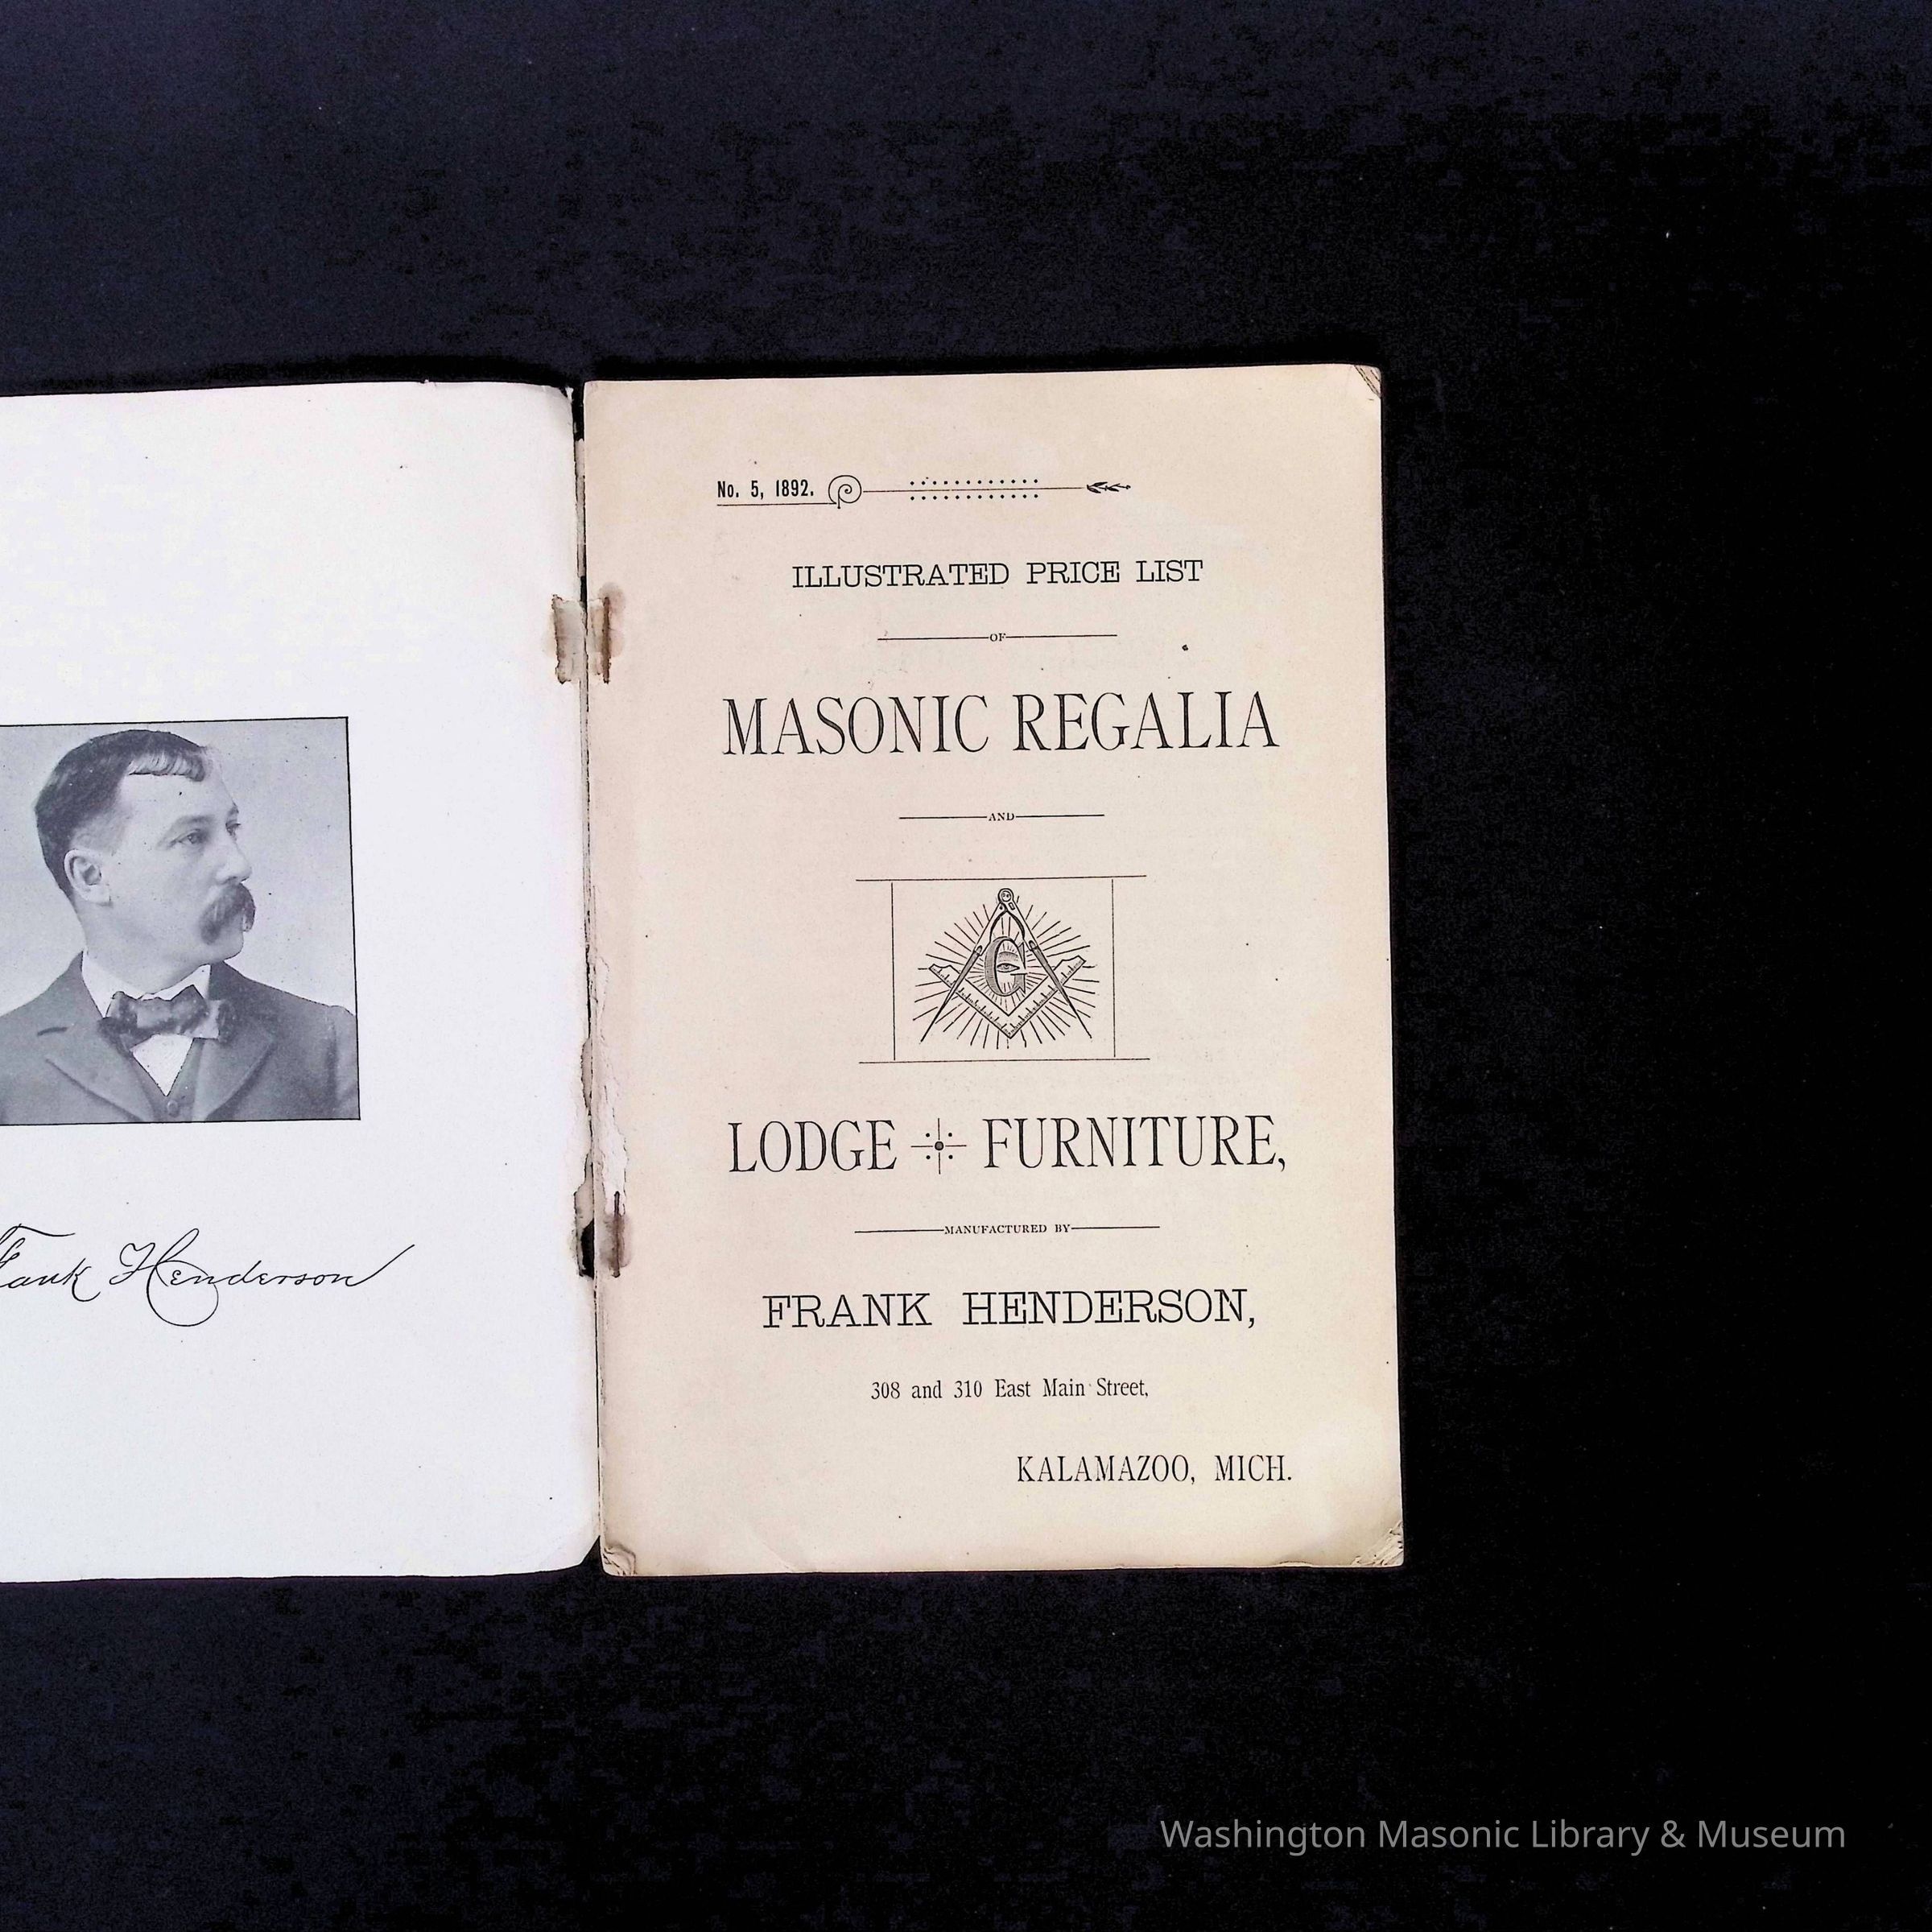 Frank Henderson
No. 5, 1892.
ILLUSTRATED PRICE LIST
OF
MASONIC REGALIA
AND
G
LODGE FURNITURE,
MANUFACTURED BY
FRANK HENDERSON,
308 and 310 East Main Street,
KALAMAZOO, MICH.
Washington Masonic Library & Museum